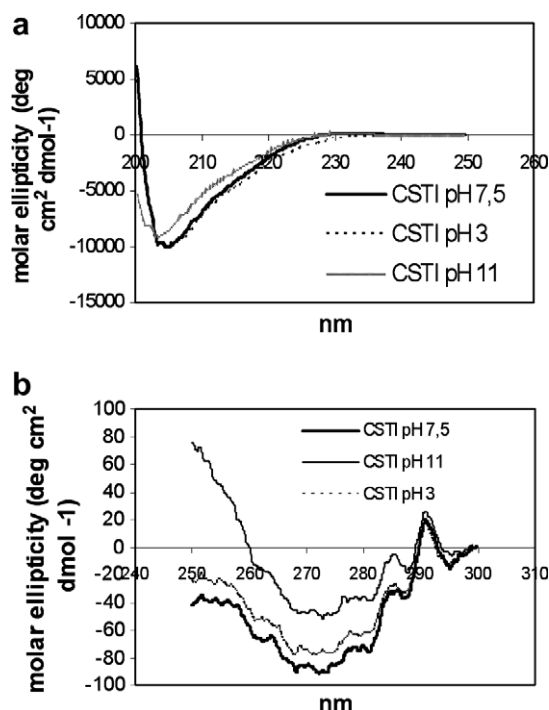 a
molar ellipticity (deg
cm2 dmol-1)
10000
5000
0
-5000
-10000
-15000
200 210 220 230 240 250 260
CSTI pH 7,5
CSTI pH 3
CSTI pH 11
nm
b
molar ellipticity (deg cm2
dmol -1)
100
80
60
40
20
0
-20
-40
-60
-80
-100
240 250 260 270 280 290 300 310
CSTI pH 7,5
CSTI pH 11
CSTI pH 3
nm